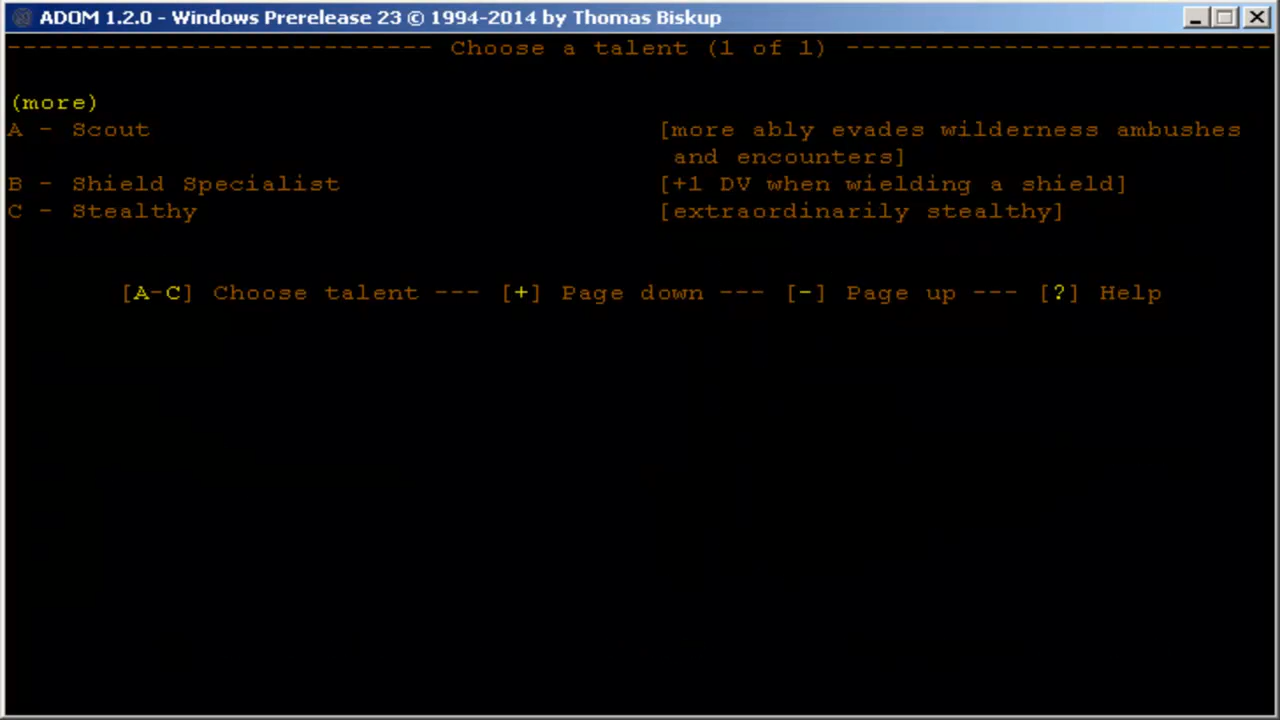 ADOM 1.2.0 - Windows Prerelease 23 © 1994-2014 by Thomas Biskup
--------------------------- Choose a talent (1 of 1) ---------------------------
(more)
A - Scout [more ably evades wilderness ambushes
and encounters]
B - Shield Specialist [+1 DV when wielding a shield]
C - Stealthy [extraordinarily stealthy]
[A-C] Choose talent --- [+] Page down --- [-] Page up --- [?] Help